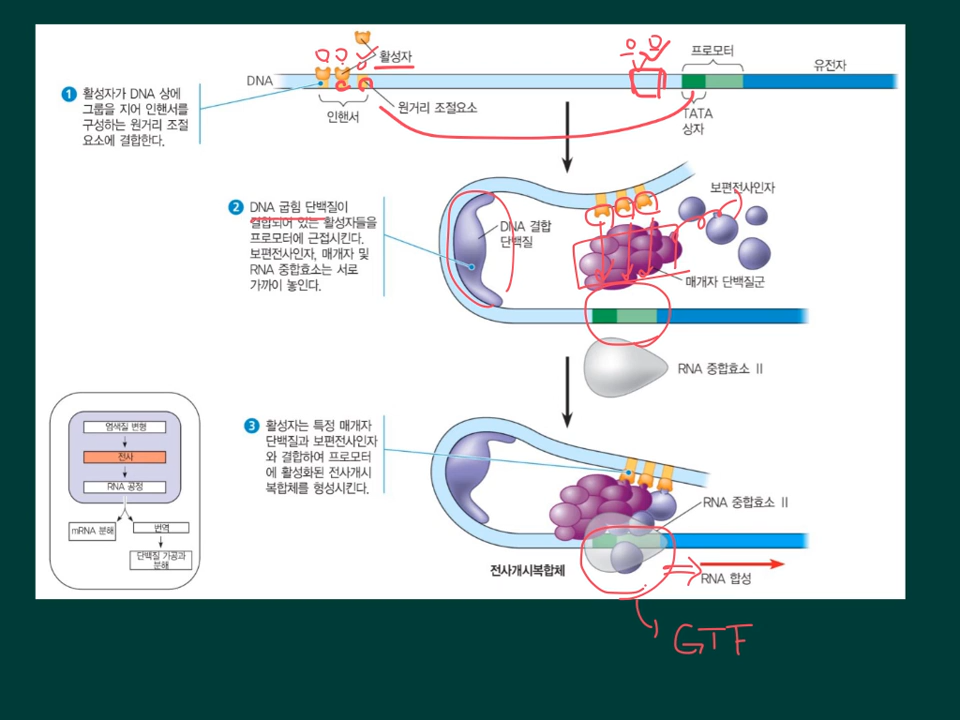 활성자
프로모터
유전자
DNA
TATA
상자
인핸서
원거리 조절요소
1 활성자가 DNA 상에
그룹을 지어 인핸서를
구성하는 원거리 조절
요소에 결합한다.
2 DNA 굽힘 단백질이
결합되어 있는 활성자들을
프로모터에 근접시킨다.
보편전사인자, 매개자 및
RNA 중합효소는 서로
가까이 놓인다.
DNA 결합
단백질
보편전사인자
매개자 단백질군
RNA 중합효소 II
3 활성자는 특정 매개자
단백질과 보편전사인자
와 결합하여 프로모터
에 활성화된 전사개시
복합체를 형성시킨다.
RNA 중합효소 II
전사개시복합체
RNA 합성
GTF
염색질 변형
전사
RNA 공정
mRNA 분해
번역
단백질 가공과
분해